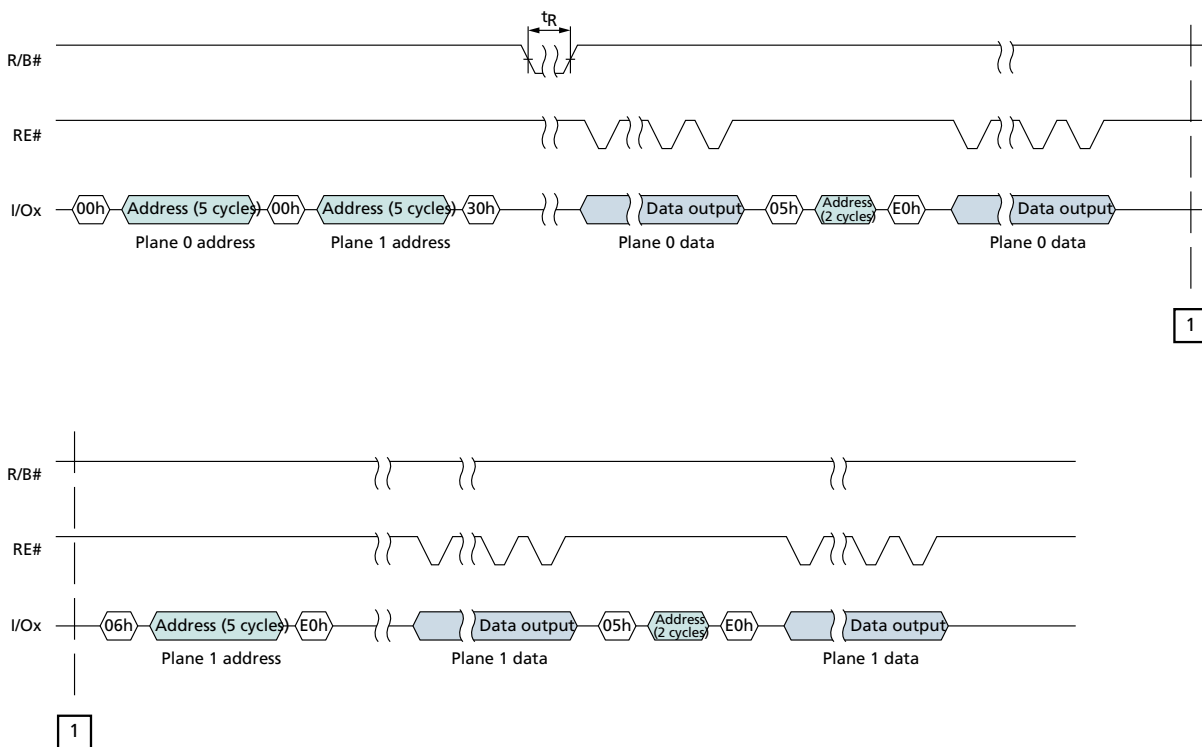 tR
R/B#
RE#
I/Ox 00h Address (5 cycles) 00h Address (5 cycles) 30h Data output 05h Address (2 cycles) E0h Data output
Plane 0 address Plane 1 address Plane 0 data Plane 0 data
1
R/B#
RE#
I/Ox 06h Address (5 cycles) E0h Data output 05h Address (2 cycles) E0h Data output
Plane 1 address Plane 1 data Plane 1 data
1